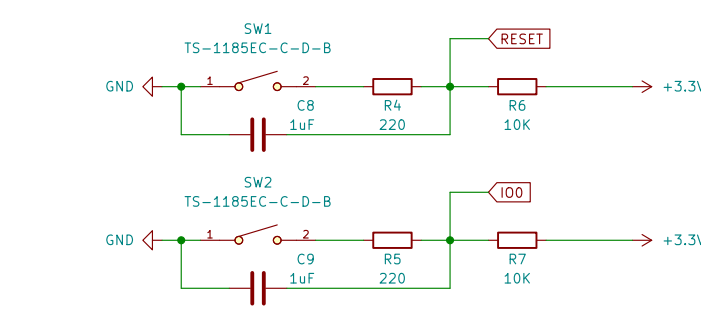 SW1
TS-1185EC-C-D-B
RESET
GND
1
2
+3.3V
C8
R4
R6
1uF
220
10K
SW2
TS-1185EC-C-D-B
IO0
GND
1
2
+3.3V
C9
R5
R7
1uF
220
10K